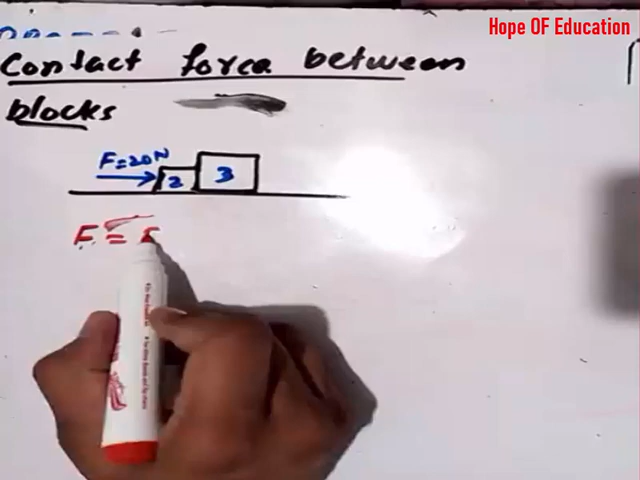 Hope OF Education
Contact force between
blocks
F=20N
2 3
F =